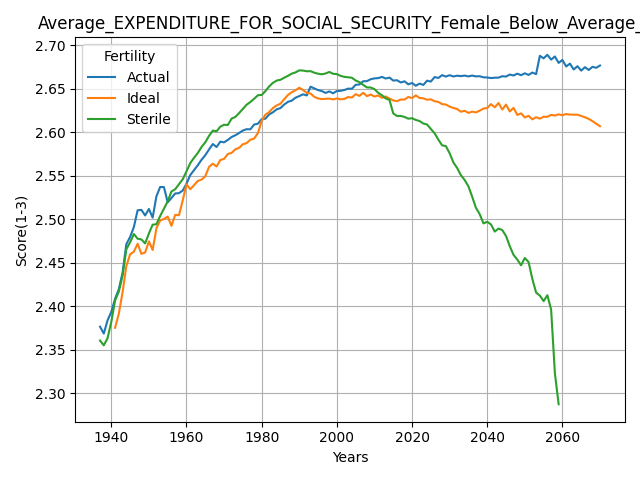 Average_EXPENDITURE_FOR_SOCIAL_SECURITY_Female_Below_Average_
2.70
2.65
2.60
2.55
2.50
2.45
2.40
2.35
2.30
Score(1-3)
Fertility
Actual
Ideal
Sterile
1940 1960 1980 2000 2020 2040 2060
Years